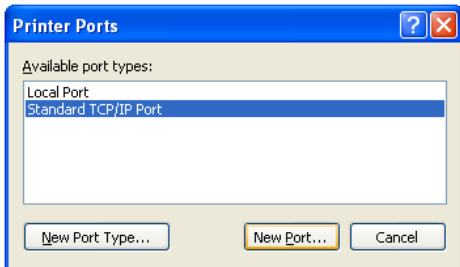 Printer Ports
Available port types:
Local Port
Standard TCP/IP Port
New Port Type... New Port... Cancel